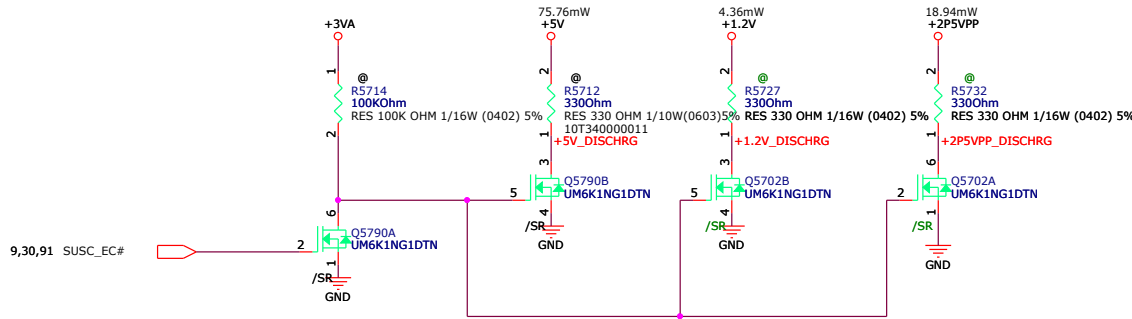 75.76mW
+5V
4.36mW
+1.2V
18.94mW
+2P5VPP
+3VA
1
@
R5714
100KOhm
RES 100K OHM 1/16W (0402) 5%
2
2
@
R5712
330Ohm
RES 330 OHM 1/10W(0603)5%
10T340000011
1
+5V_DISCHRG
2
@
R5727
330Ohm
RES 330 OHM 1/16W (0402) 5%
1
+1.2V_DISCHRG
2
@
R5732
330Ohm
RES 330 OHM 1/16W (0402) 5%
1
+2P5VPP_DISCHRG
3
Q5790B
UM6K1NG1DTN
5
4
/SR
GND
3
Q5702B
UM6K1NG1DTN
5
4
/SR
GND
6
Q5702A
UM6K1NG1DTN
2
1
/SR
GND
6
Q5790A
UM6K1NG1DTN
9,30,91 SUSC_EC#
2
1
/SR
GND